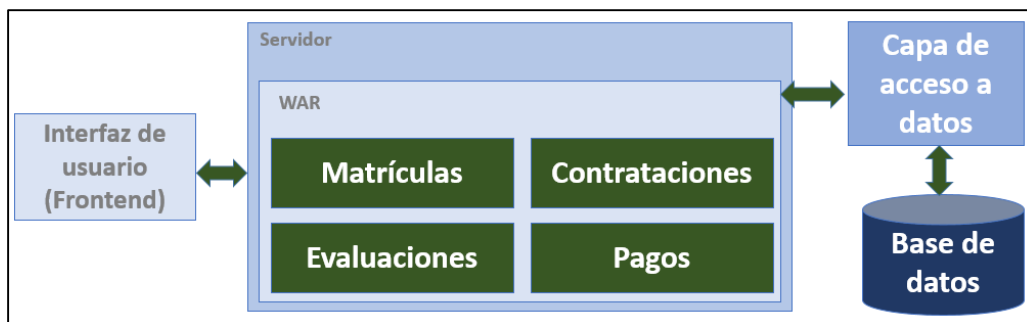 Servidor
WAR
Interfaz de
usuario
(Frontend)
Matrículas
Contrataciones
Evaluaciones
Pagos
Capa de
acceso a
datos
Base de
datos